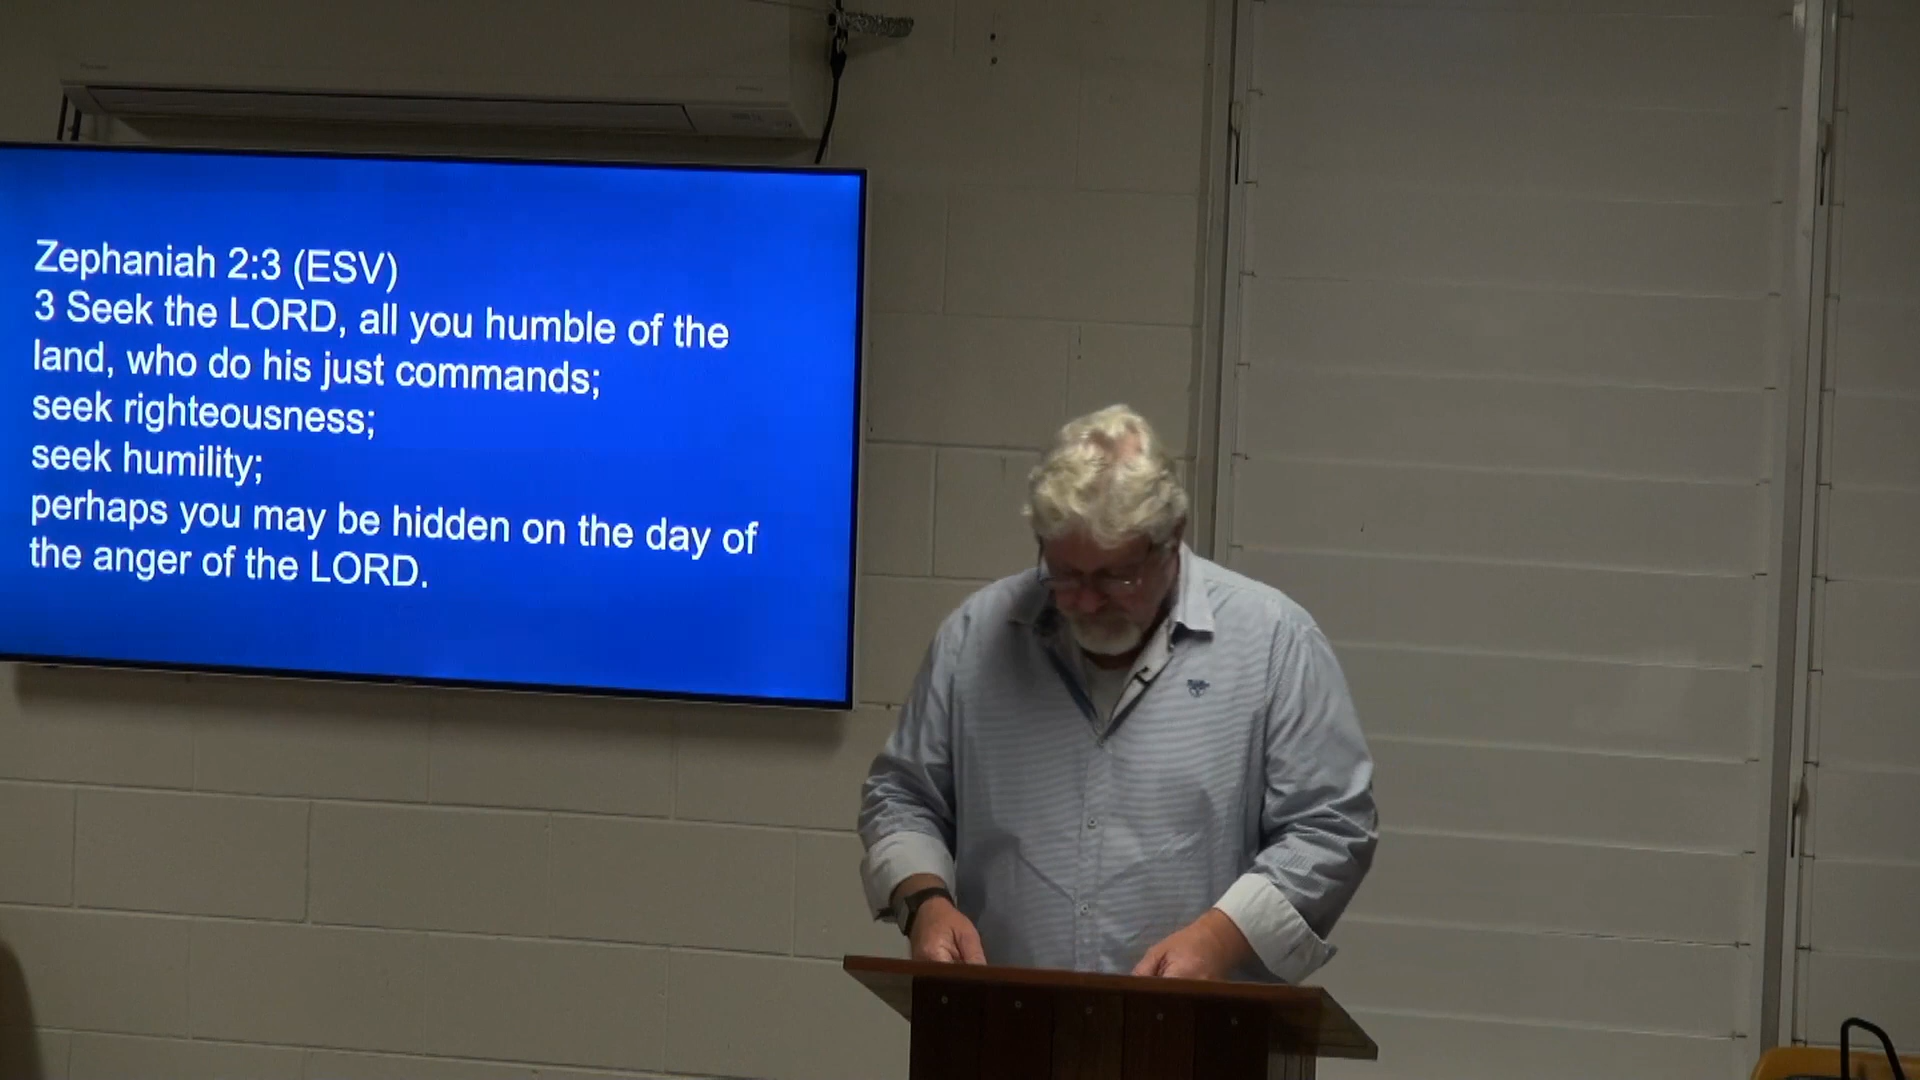 Zephaniah 2:3 (ESV)
3 Seek the LORD, all you humble of the
land, who do his just commands;
seek righteousness;
seek humility;
perhaps you may be hidden on the day of
the anger of the LORD.